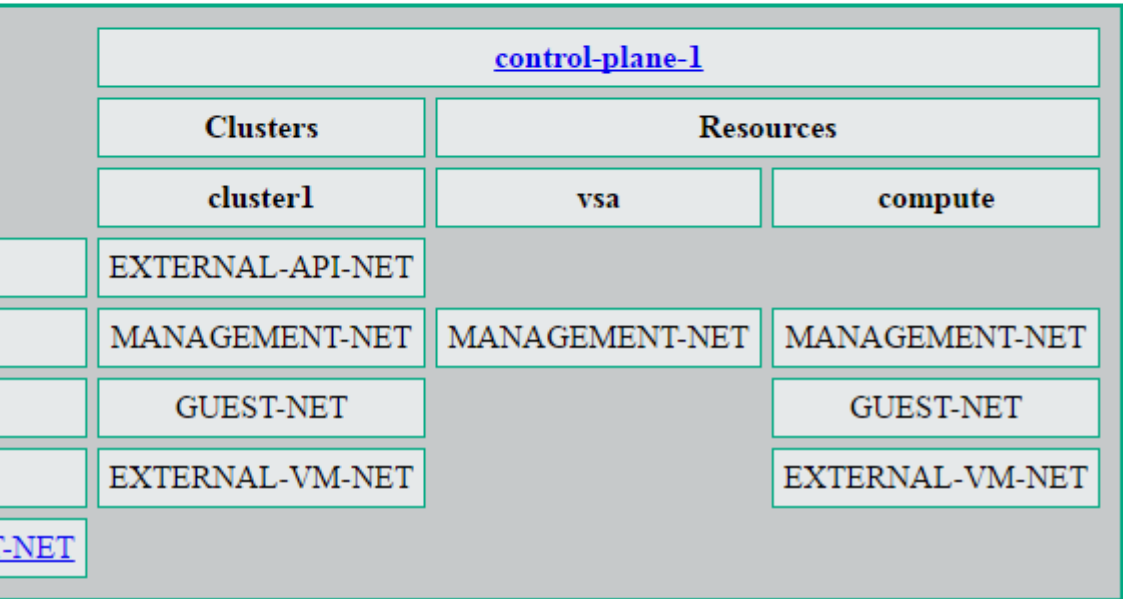 control-plane-1
Clusters Resources
cluster1 vsa compute
EXTERNAL-API-NET
MANAGEMENT-NET MANAGEMENT-NET MANAGEMENT-NET
GUEST-NET GUEST-NET
EXTERNAL-VM-NET EXTERNAL-VM-NET
-NET